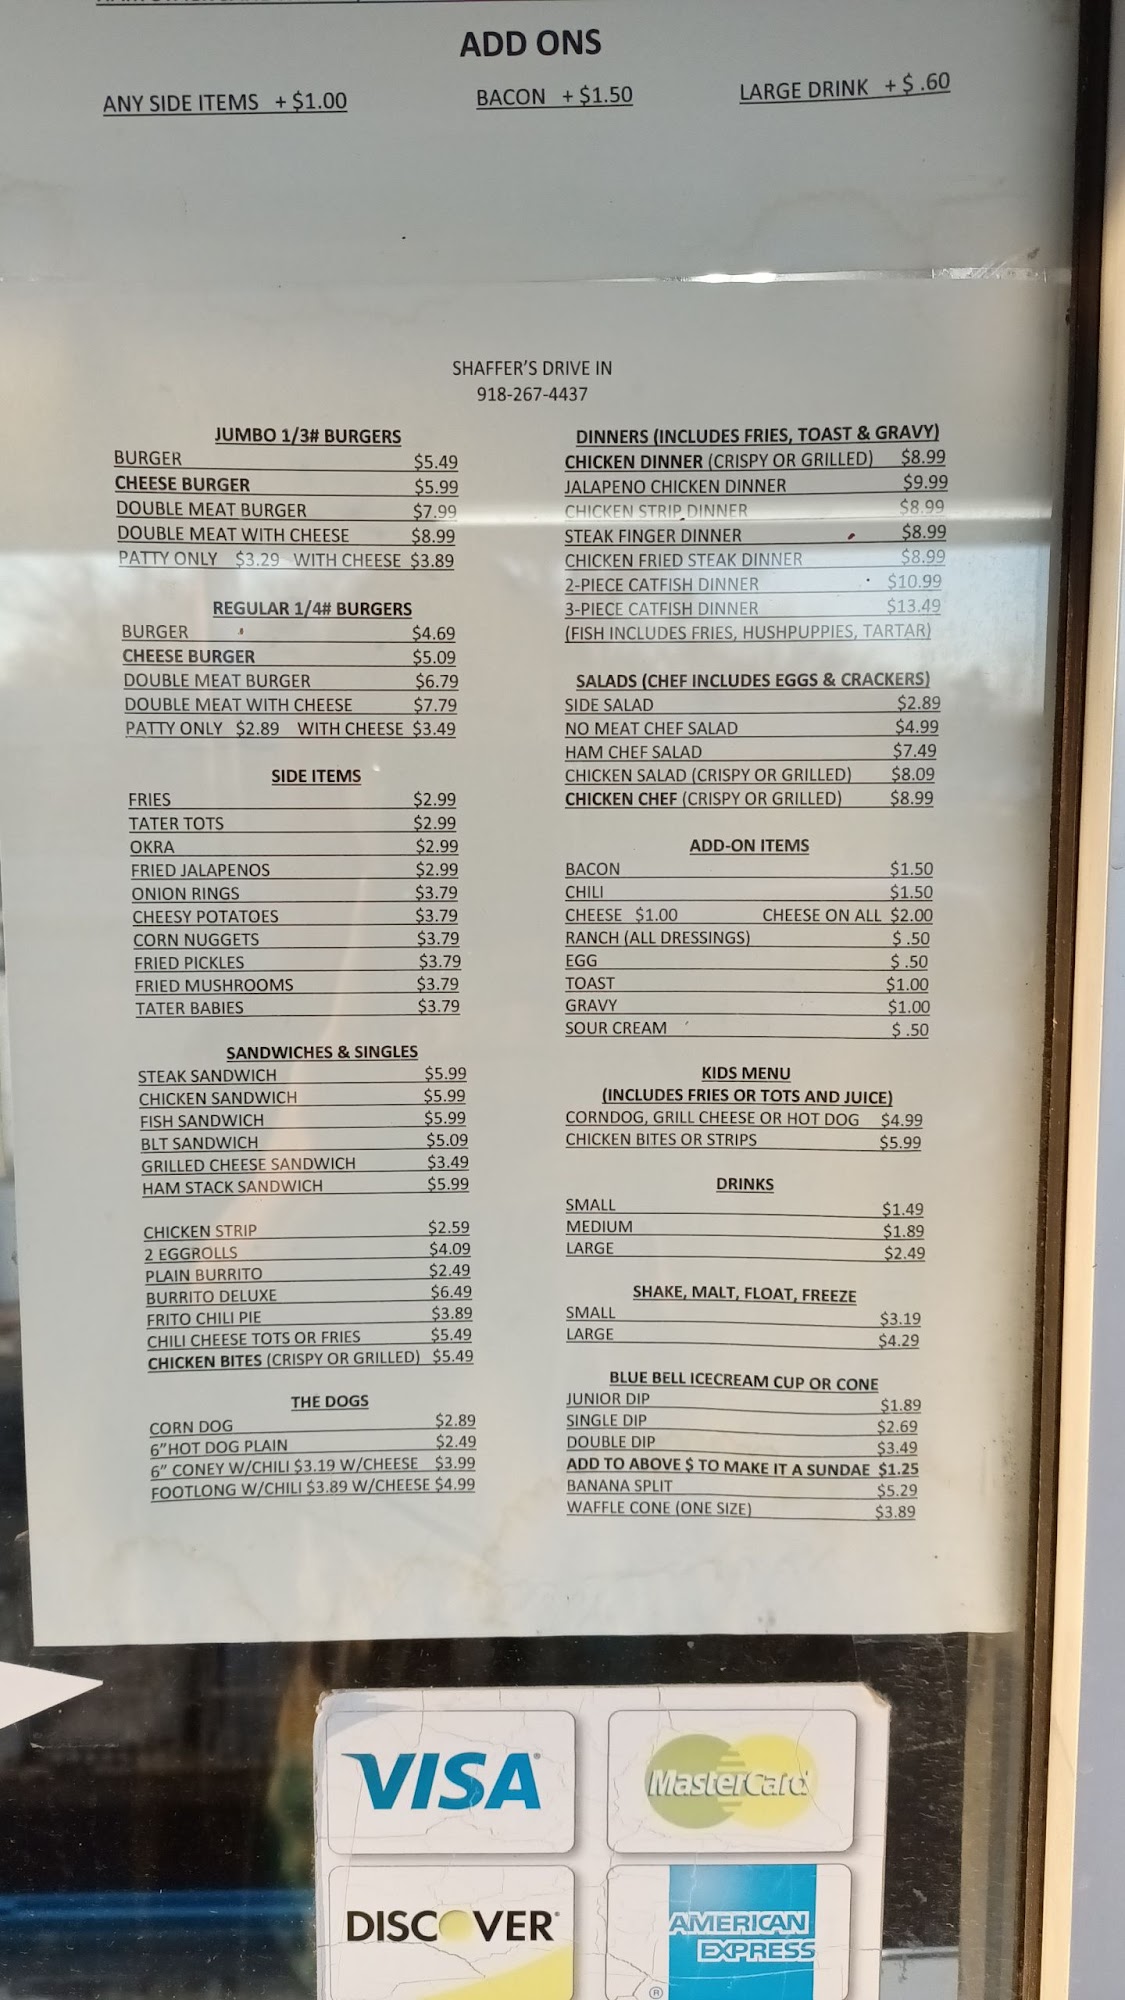 ADD ONS
ANY SIDE ITEMS + $1.00 BACON + $1.50 LARGE DRINK + $ .60
SHAFFER'S DRIVE IN
918-267-4437
JUMBO 1/3# BURGERS
BURGER $5.49
CHEESE BURGER $5.99
DOUBLE MEAT BURGER $7.99
DOUBLE MEAT WITH CHEESE $8.99
PATTY ONLY $3.29 WITH CHEESE $3.89
REGULAR 1/4# BURGERS
BURGER $4.69
CHEESE BURGER $5.09
DOUBLE MEAT BURGER $6.79
DOUBLE MEAT WITH CHEESE $7.79
PATTY ONLY $2.89 WITH CHEESE $3.49
SIDE ITEMS
FRIES $2.99
TATER TOTS $2.99
OKRA $2.99
FRIED JALAPENOS $2.99
ONION RINGS $3.79
CHEESY POTATOES $3.79
CORN NUGGETS $3.79
FRIED PICKLES $3.79
FRIED MUSHROOMS $3.79
TATER BABIES $3.79
SANDWICHES & SINGLES
STEAK SANDWICH $5.99
CHICKEN SANDWICH $5.99
FISH SANDWICH $5.99
BLT SANDWICH $5.09
GRILLED CHEESE SANDWICH $3.49
HAM STACK SANDWICH $5.99
CHICKEN STRIP $2.59
2 EGGROLLS $4.09
PLAIN BURRITO $2.49
BURRITO DELUXE $6.49
FRITO CHILI PIE $3.89
CHILI CHEESE TOTS OR FRIES $5.49
CHICKEN BITES (CRISPY OR GRILLED) $5.49
THE DOGS
CORN DOG $2.89
6"HOT DOG PLAIN $2.49
6" CONEY W/CHILI $3.19 W/CHEESE $3.99
FOOTLONG W/CHILI $3.89 W/CHEESE $4.99
DINNERS (INCLUDES FRIES, TOAST & GRAVY)
CHICKEN DINNER (CRISPY OR GRILLED) $8.99
JALAPENO CHICKEN DINNER $9.99
CHICKEN STRIP DINNER $8.99
STEAK FINGER DINNER $8.99
CHICKEN FRIED STEAK DINNER $8.99
2-PIECE CATFISH DINNER $10.99
3-PIECE CATFISH DINNER $13.49
(FISH INCLUDES FRIES, HUSHPUPPIES, TARTAR)
SALADS (CHEF INCLUDES EGGS & CRACKERS)
SIDE SALAD $2.89
NO MEAT CHEF SALAD $4.99
HAM CHEF SALAD $7.49
CHICKEN SALAD (CRISPY OR GRILLED) $8.09
CHICKEN CHEF (CRISPY OR GRILLED) $8.99
ADD-ON ITEMS
BACON $1.50
CHILI $1.50
CHEESE $1.00 CHEESE ON ALL $2.00
RANCH (ALL DRESSINGS) $ .50
EGG $ .50
TOAST $1.00
GRAVY $1.00
SOUR CREAM $ .50
KIDS MENU
(INCLUDES FRIES OR TOTS AND JUICE)
CORNDOG, GRILL CHEESE OR HOT DOG $4.99
CHICKEN BITES OR STRIPS $5.99
DRINKS
SMALL $1.49
MEDIUM $1.89
LARGE $2.49
SHAKE, MALT, FLOAT, FREEZE
SMALL $3.19
LARGE $4.29
BLUE BELL ICECREAM CUP OR CONE
JUNIOR DIP $1.89
SINGLE DIP $2.69
DOUBLE DIP $3.49
ADD TO ABOVE $ TO MAKE IT A SUNDAE $1.25
BANANA SPLIT $5.29
WAFFLE CONE (ONE SIZE) $3.89
VISA
MasterCard
DISCOVER
AMERICAN
EXPRESS